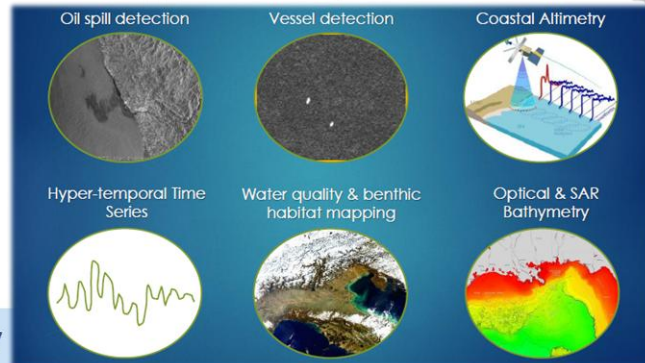 Oil spill detection
Vessel detection
Coastal Altimetry
Hyper-temporal Time
Series
Water quality & benthic
habitat mapping
Optical & SAR
Bathymetry